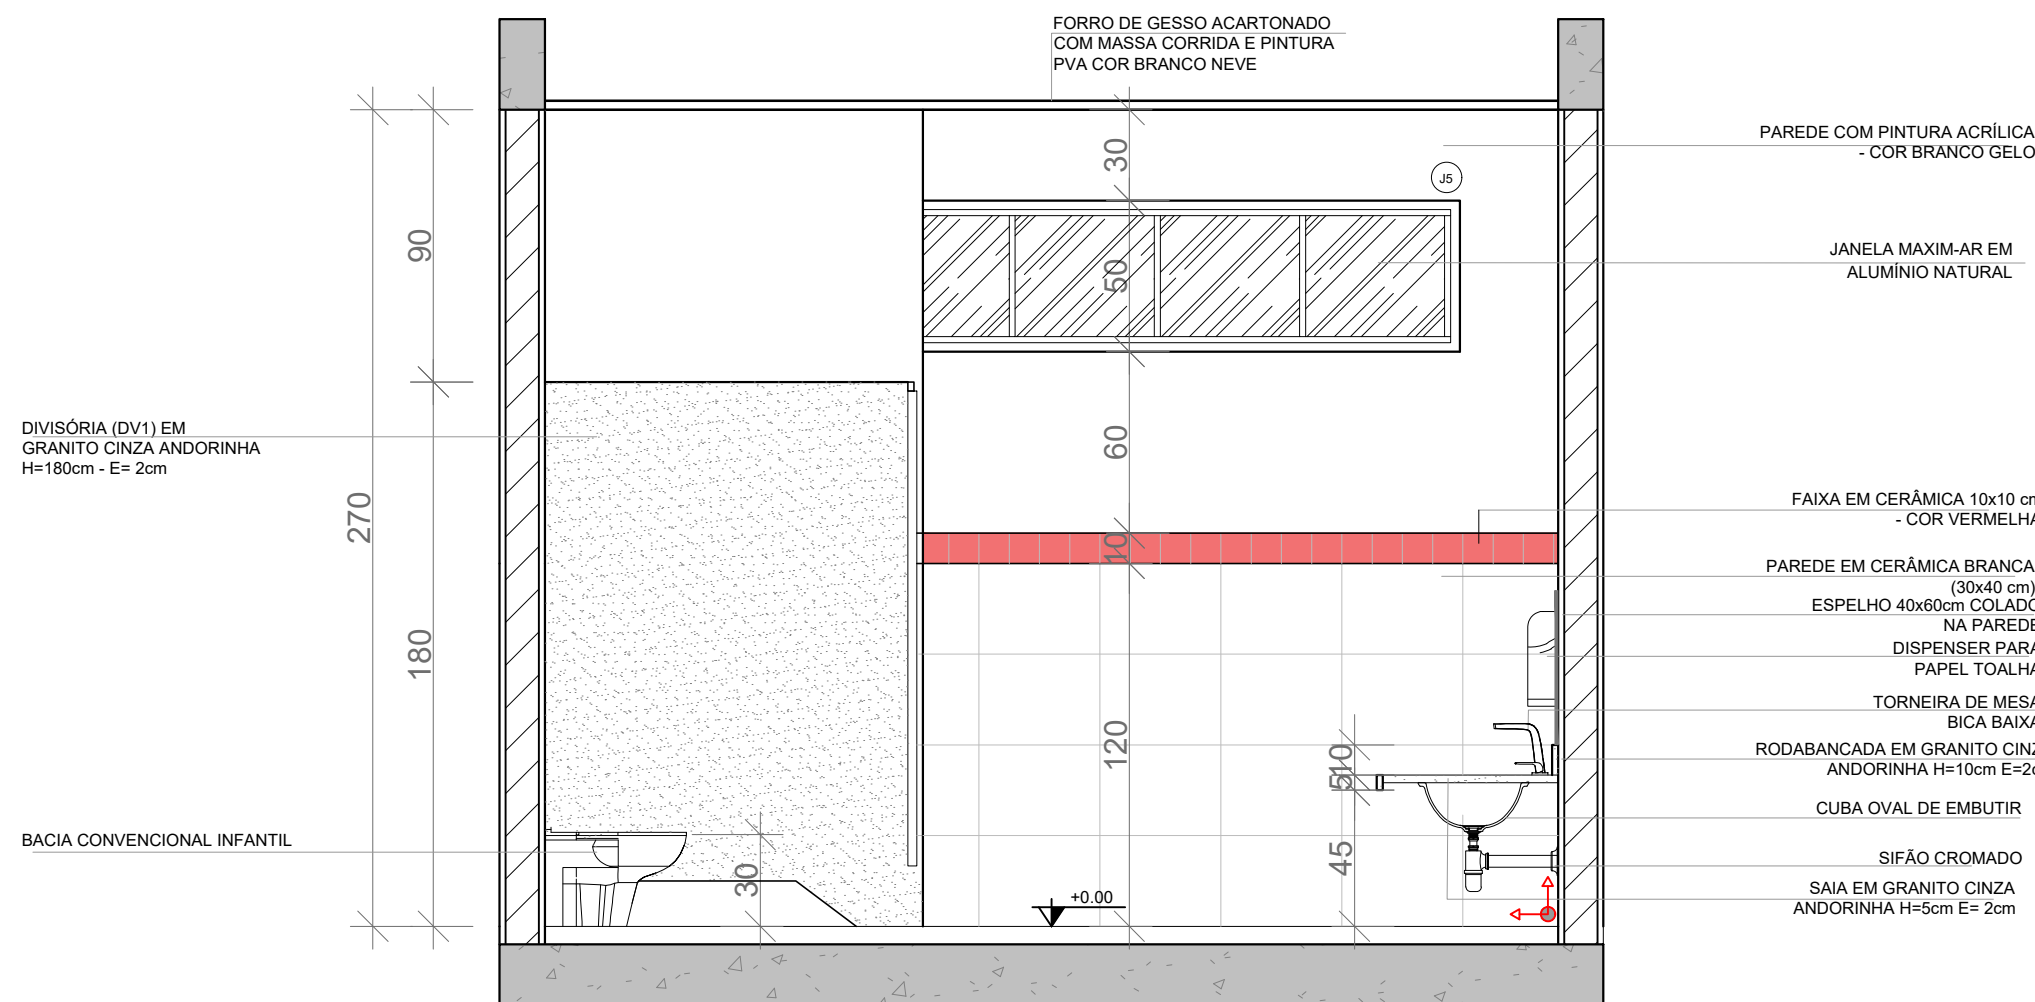 FORRO DE GESSO ACARTONADO
COM MASSA CORRIDA E PINTURA
PVA COR BRANCO NEVE
PAREDE COM PINTURA ACRÍLICA
- COR BRANCO GELO
J5
JANELA MAXIM-AR EM
ALUMÍNIO NATURAL
30
50
60
10
120
90
180
270
DIVISÓRIA (DV1) EM
GRANITO CINZA ANDORINHA
H=180cm - E= 2cm
FAIXA EM CERÂMICA 10x10 cm
- COR VERMELHA
PAREDE EM CERÂMICA BRANCA
(30x40 cm)
ESPELHO 40x60cm COLADO
NA PAREDE
DISPENSER PARA
PAPEL TOALHA
TORNEIRA DE MESA
BICA BAIXA
RODABANCADA EM GRANITO CINZ
ANDORINHA H=10cm E=2c
CUBA OVAL DE EMBUTIR
SIFÃO CROMADO
SAIA EM GRANITO CINZA
ANDORINHA H=5cm E= 2cm
BACIA CONVENCIONAL INFANTIL
30
10
5
45
+0.00